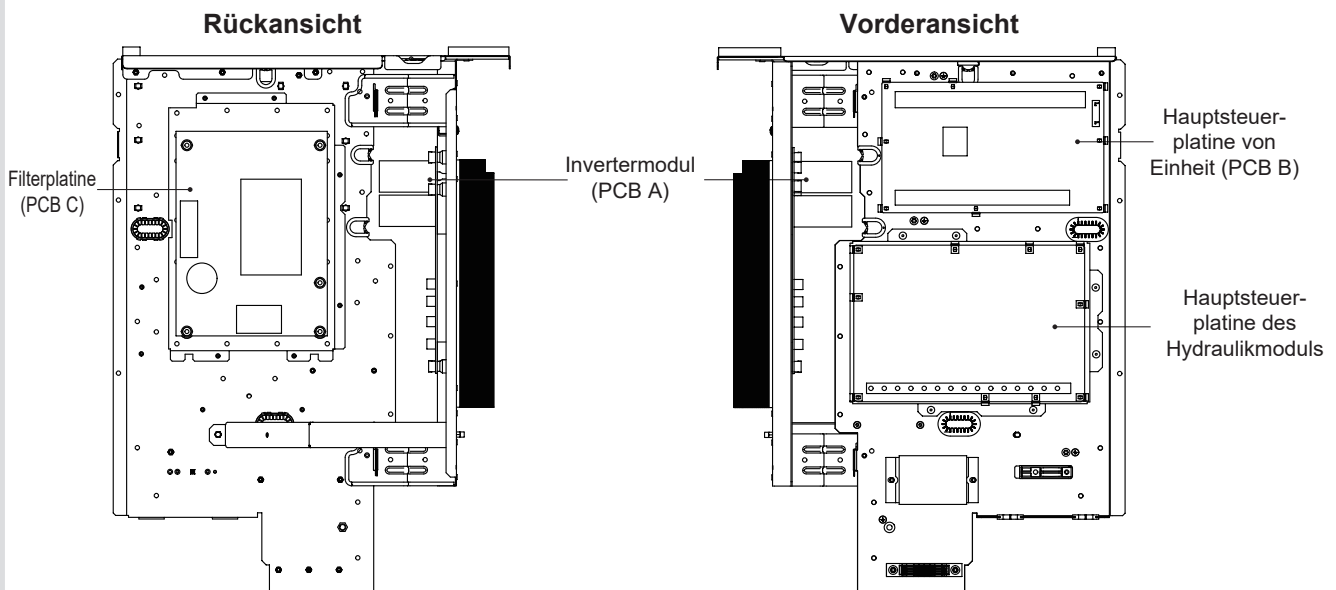 Rückansicht
Vorderansicht
Filterplatine
(PCB C)
Invertermodul
(PCB A)
Hauptsteuer-
platine von
Einheit (PCB B)
Hauptsteuer-
platine des
Hydraulikmoduls